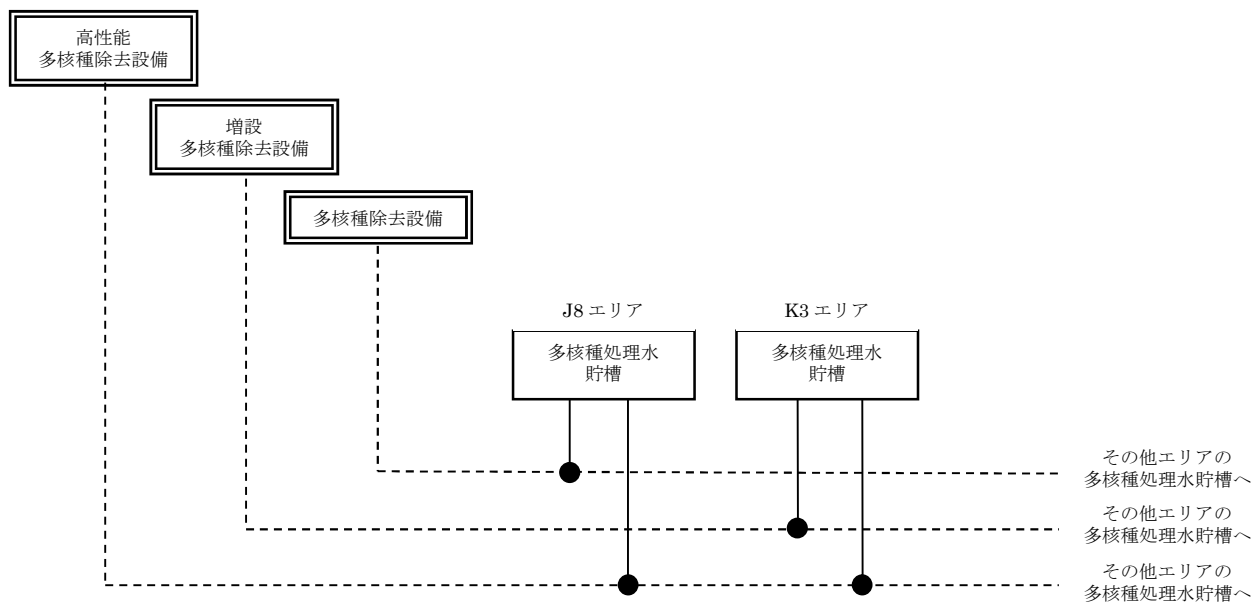 高性能
多核種除去設備
増設
多核種除去設備
多核種除去設備
J8 エリア
K3 エリア
多核種処理水
貯槽
多核種処理水
貯槽
その他エリアの
多核種処理水貯槽へ
その他エリアの
多核種処理水貯槽へ
その他エリアの
多核種処理水貯槽へ